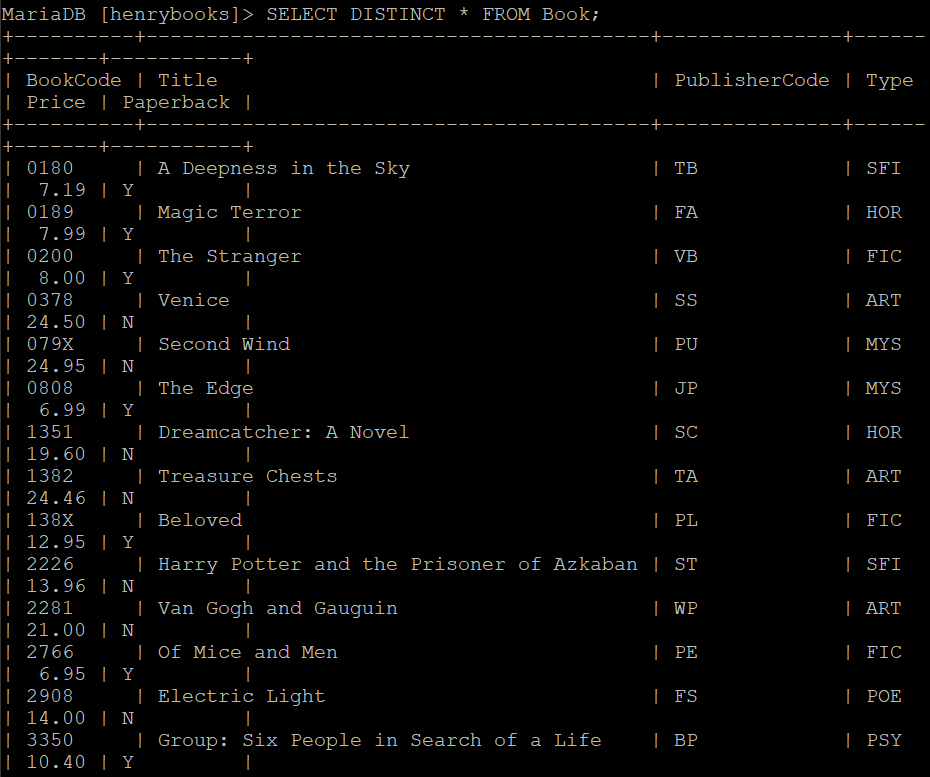 MariaDB [henrybooks]> SELECT DISTINCT * FROM Book;
+----------+------------------------------------------+---------------+------
+-------+-----------+
| BookCode | Title                                    | PublisherCode | Type
| Price | Paperback |
+----------+------------------------------------------+---------------+------
+-------+-----------+
| 0180     | A Deepness in the Sky                    | TB            | SFI
|  7.19 | Y         |
| 0189     | Magic Terror                             | FA            | HOR
|  7.99 | Y         |
| 0200     | The Stranger                             | VB            | FIC
|  8.00 | Y         |
| 0378     | Venice                                   | SS            | ART
| 24.50 | N         |
| 079X     | Second Wind                              | PU            | MYS
| 24.95 | N         |
| 0808     | The Edge                                 | JP            | MYS
|  6.99 | Y         |
| 1351     | Dreamcatcher: A Novel                    | SC            | HOR
| 19.60 | N         |
| 1382     | Treasure Chests                          | TA            | ART
| 24.46 | N         |
| 138X     | Beloved                                  | PL            | FIC
| 12.95 | Y         |
| 2226     | Harry Potter and the Prisoner of Azkaban | ST            | SFI
| 13.96 | N         |
| 2281     | Van Gogh and Gauguin                     | WP            | ART
| 21.00 | N         |
| 2766     | Of Mice and Men                          | PE            | FIC
|  6.95 | Y         |
| 2908     | Electric Light                           | FS            | POE
| 14.00 | N         |
| 3350     | Group: Six People in Search of a Life    | BP            | PSY
| 10.40 | Y         |